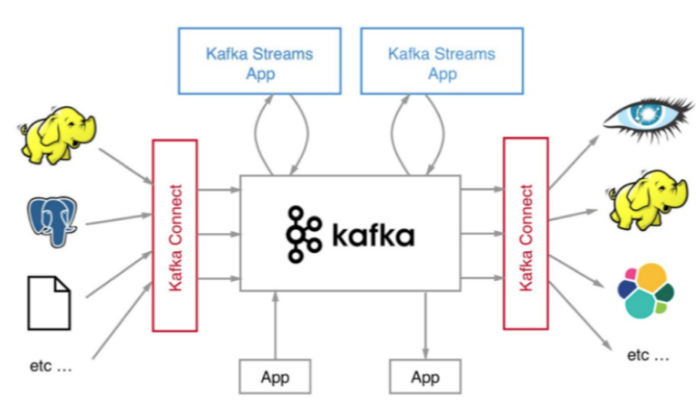 Kafka Streams
App
Kafka Streams
App
Kafka Connect
kafka
Kafka Connect
etc ...
etc ...
App
App